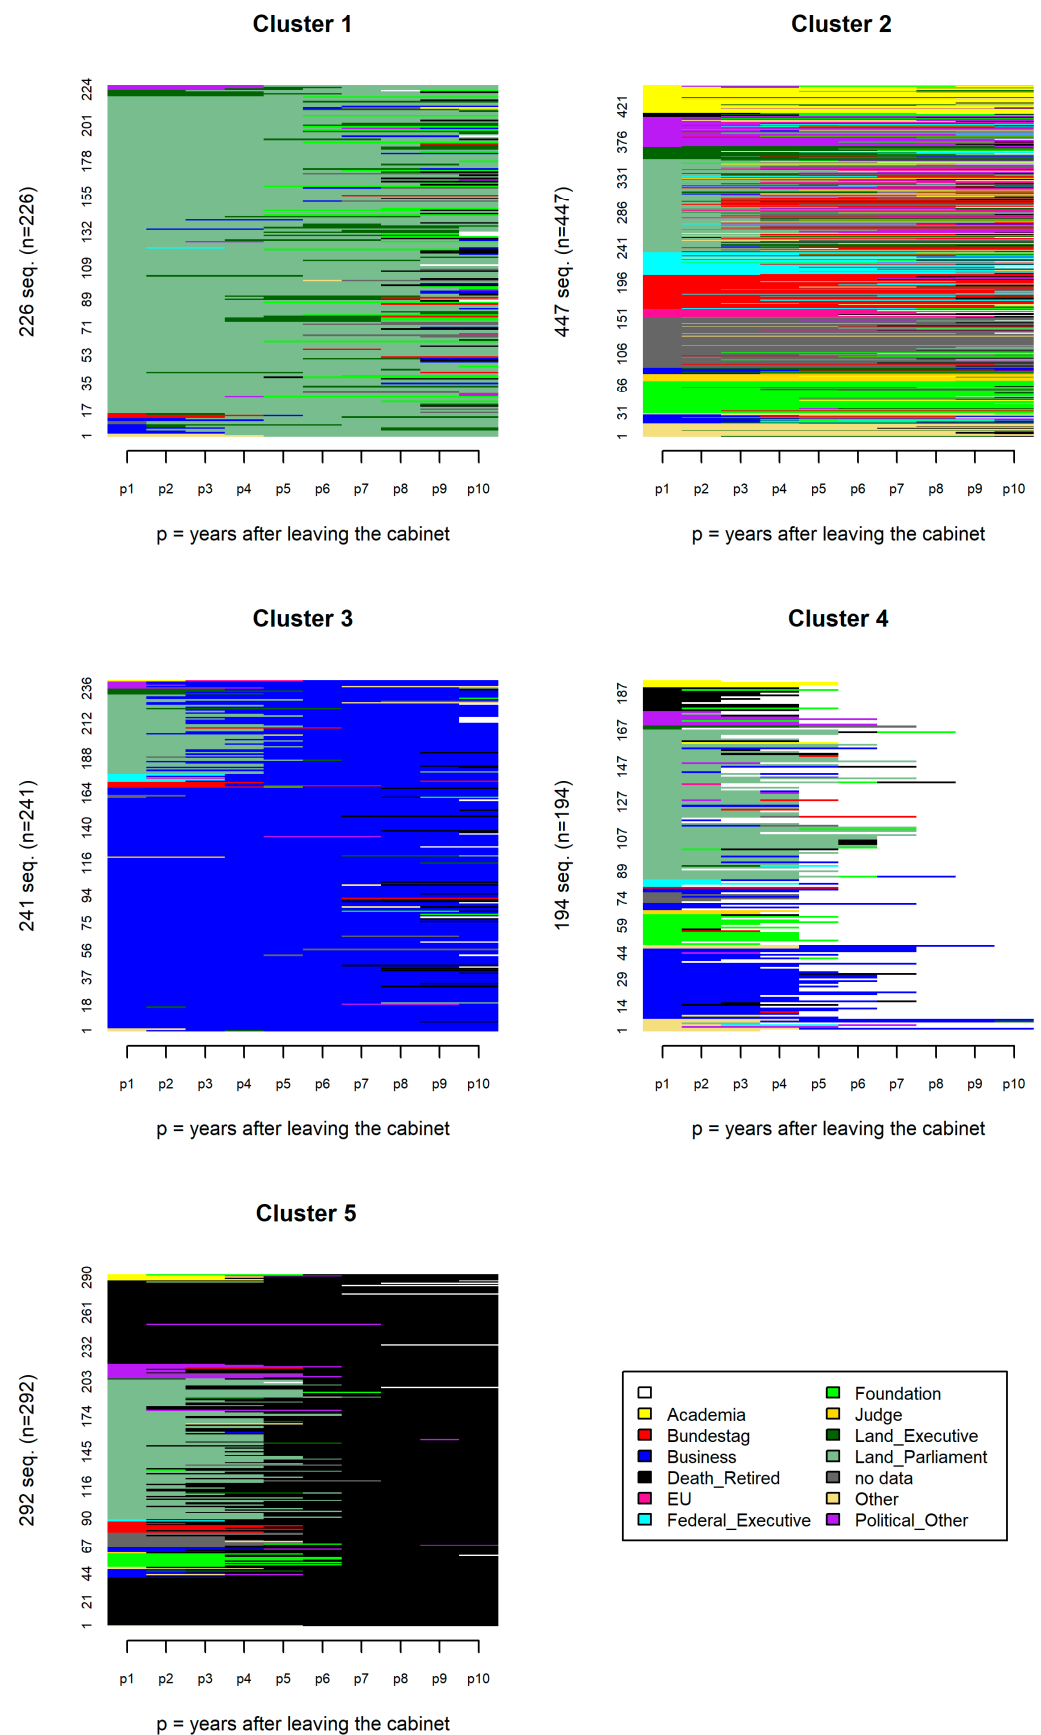 Cluster 1
226 seq. (n=226)
224
201
178
155
132
109
89
71
53
35
17
1
p1 p2 p3 p4 p5 p6 p7 p8 p9 p10
p = years after leaving the cabinet
Cluster 2
447 seq. (n=447)
421
376
331
286
241
196
151
106
66
31
1
p1 p2 p3 p4 p5 p6 p7 p8 p9 p10
p = years after leaving the cabinet
Cluster 3
241 seq. (n=241)
236
212
188
164
140
116
94
75
56
37
18
1
p1 p2 p3 p4 p5 p6 p7 p8 p9 p10
p = years after leaving the cabinet
Cluster 4
194 seq. (n=194)
187
167
147
127
107
89
74
59
44
29
14
1
p1 p2 p3 p4 p5 p6 p7 p8 p9 p10
p = years after leaving the cabinet
Cluster 5
292 seq. (n=292)
290
261
232
203
174
145
116
90
67
44
21
1
p1 p2 p3 p4 p5 p6 p7 p8 p9 p10
p = years after leaving the cabinet
Academia
Bundestag
Business
Death_Retired
EU
Federal_Executive
Foundation
Judge
Land_Executive
Land_Parliament
no data
Other
Political_Other